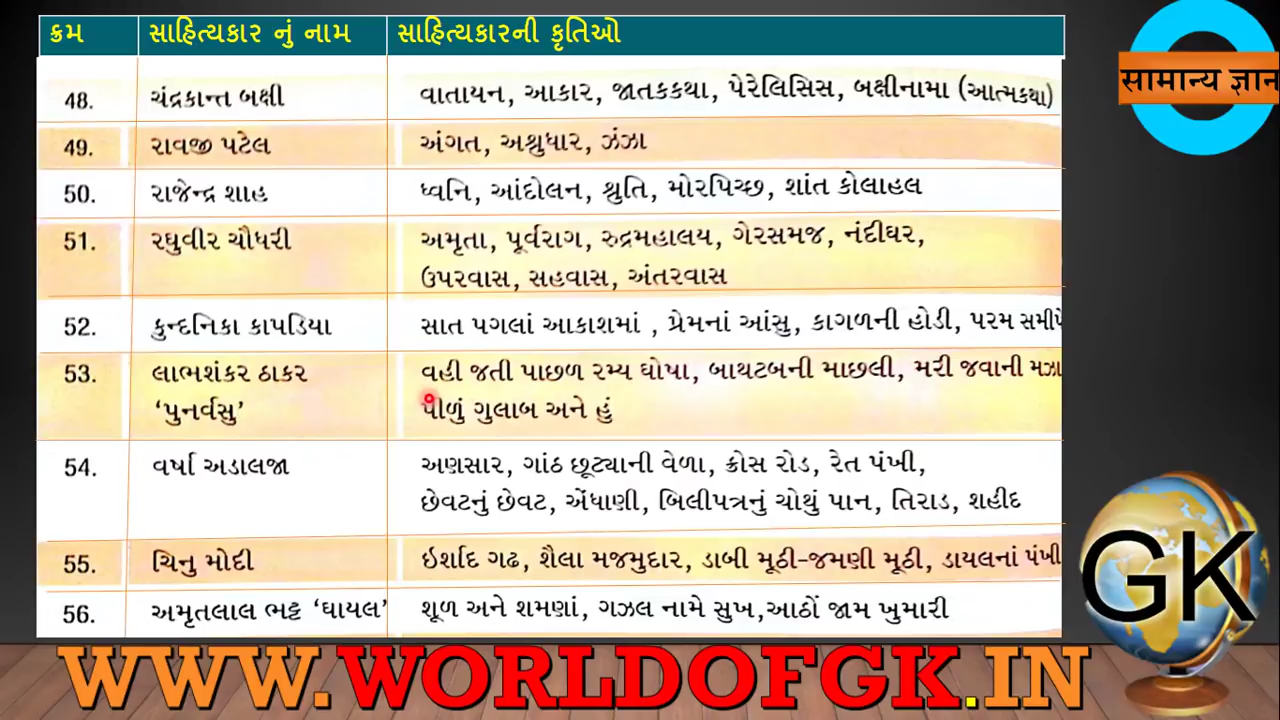 ક્રમ સાહિત્યકાર નું નામ સાહિત્યકારની કૃતિઓ
સામાન્ય જ્ઞાન
48. ચંદ્રકાન્ત બક્ષી વાતાયન, આકાર, જાતકકથા, પેરેલિસિસ, બક્ષીનામા (આત્મકથા)
49. રાવજી પટેલ અંગત, અશ્રુધાર, ઝંઝા
50. રાજેન્દ્ર શાહ ધ્વનિ, આંદોલન, શ્રુતિ, મોરપિચ્છ, શાંત કોલાહલ
51. રઘુવીર ચૌધરી અમૃતા, પૂર્વરાગ, રુદ્રમહાલય, ગેરસમજ, નંદીઘર,
ઉપરવાસ, સહવાસ, અંતરવાસ
52. કુન્દનિકા કાપડિયા સાત પગલાં આકાશમાં , પ્રેમનાં આંસુ, કાગળની હોડી, પરમ સમીપે
53. લાભશંકર ઠાકર વહી જતી પાછળ રમ્ય ઘોષા, બાથટબની માછલી, મરી જવાની મઝા
‘પુનર્વસુ’ પીળું ગુલાબ અને હું
54. વર્ષા અડાલજા અણસાર, ગાંઠ છૂટ્યાની વેળા, ક્રોસ રોડ, રેત પંખી,
છેવટનું છેવટ, એંધાણી, બિલીપત્રનું ચોથું પાન, તિરાડ, શહીદ
55. ચિનુ મોદી ઇર્શાદ ગઢ, શૈલા મજમુદાર, ડાબી મૂઠી-જમણી મૂઠી, ડાયલનાં પંખી
56. અમૃતલાલ ભટ્ટ ‘ઘાયલ’ શૂળ અને શમણાં, ગઝલ નામે સુખ,આઠોં જામ ખુમારી
GK
WWW.WORLDOFGK.IN